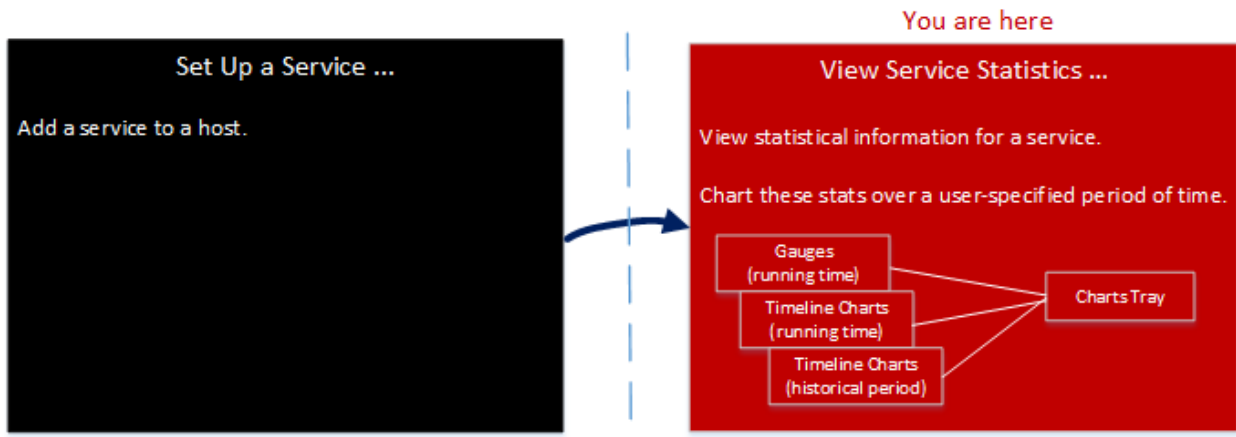 You are here
Set Up a Service ...
Add a service to a host.
View Service Statistics ...
View statistical information for a service.
Chart these stats over a user-specified period of time.
Gauges
(running time)
Timeline Charts
(running time)
Timeline Charts
(historical period)
Charts Tray